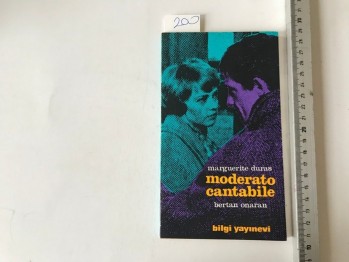 200
marguerite duras
moderato
cantabile
bertan onaran
bilgi yayınevi